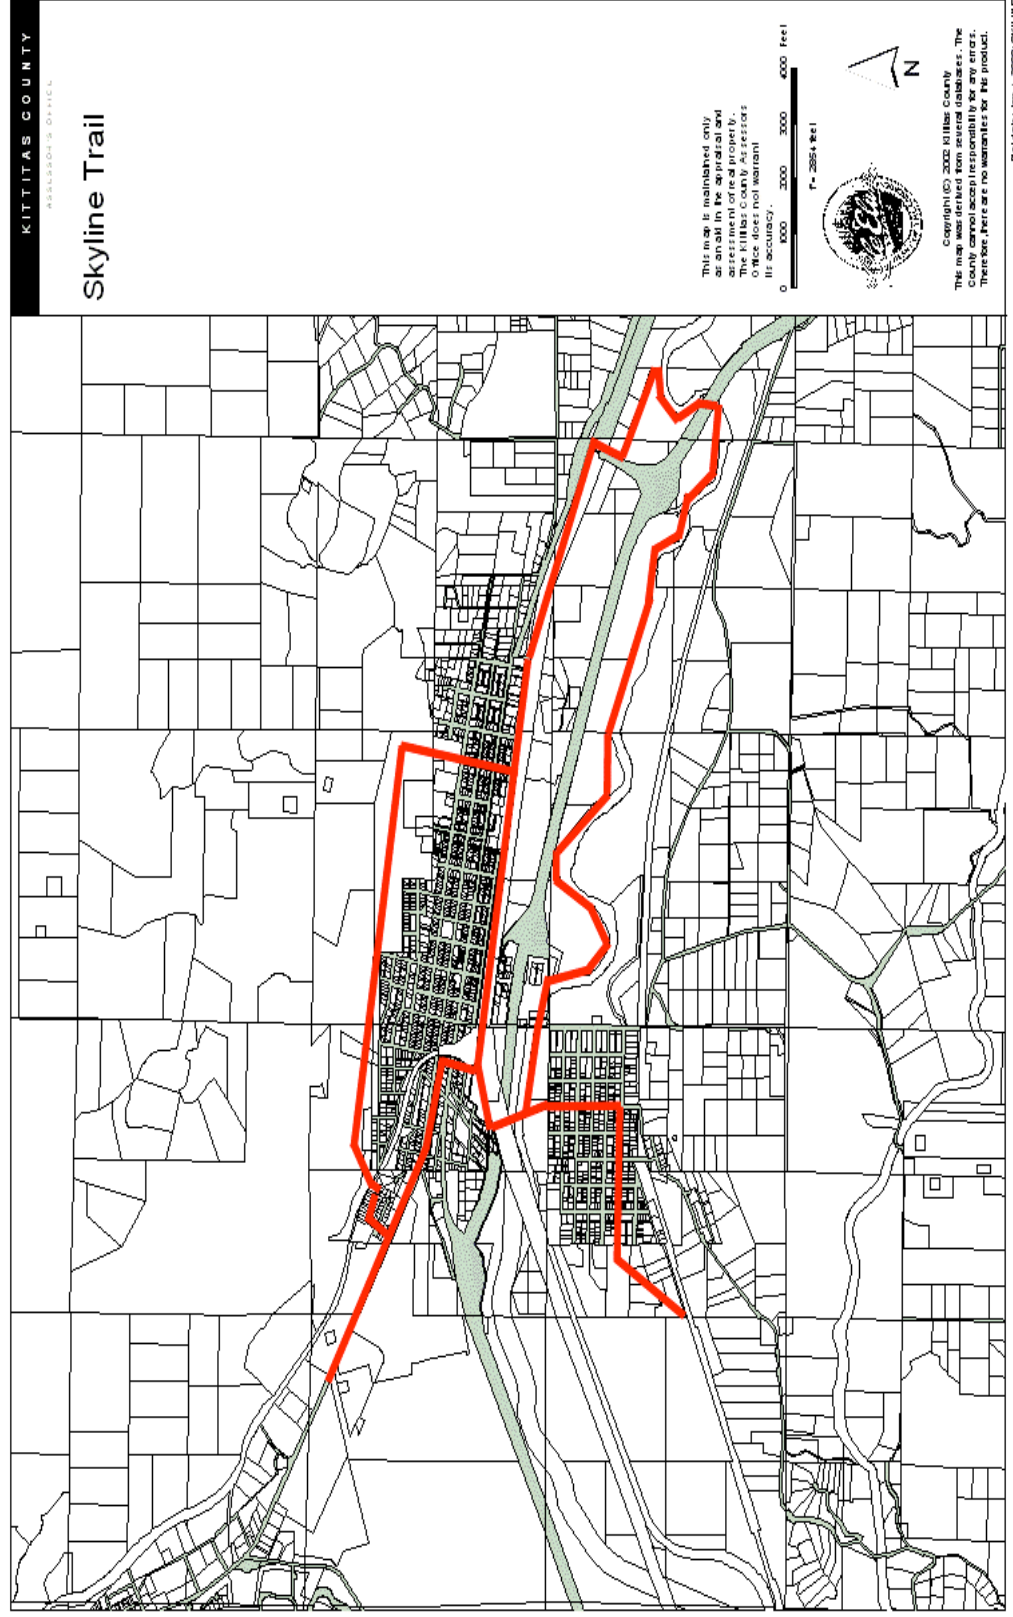 KITTITAS COUNTY
ASSESSOR'S OFFICE
Skyline Trail
This map is maintained only
as an aid in the appraisal and
assessment of real property.
The Kittitas County Assessors
Office does not warrant
its accuracy.
0 1000 2000 3000 4000 Feet
1"= 2854 feet
N
Copyright (C) 2002 Kittitas County
This map was derived from several databases. The
County cannot accept responsibility for any errors.
Therefore, there are no warranties for this product.